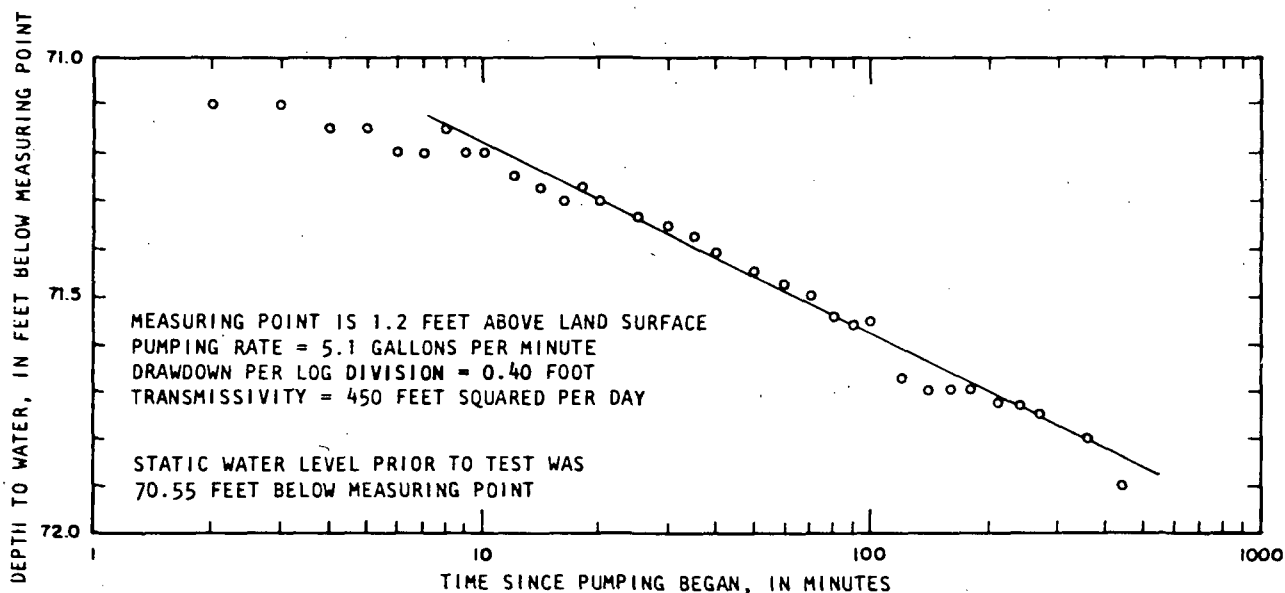 DEPTH TO WATER, IN FEET BELOW MEASURING POINT
71.0
71.5
72.0
MEASURING POINT IS 1.2 FEET ABOVE LAND SURFACE
PUMPING RATE = 5.1 GALLONS PER MINUTE
DRAWDOWN PER LOG DIVISION = 0.40 FOOT
TRANSMISSIVITY = 450 FEET SQUARED PER DAY
STATIC WATER LEVEL PRIOR TO TEST WAS
70.55 FEET BELOW MEASURING POINT
1 10 100 1000
TIME SINCE PUMPING BEGAN, IN MINUTES